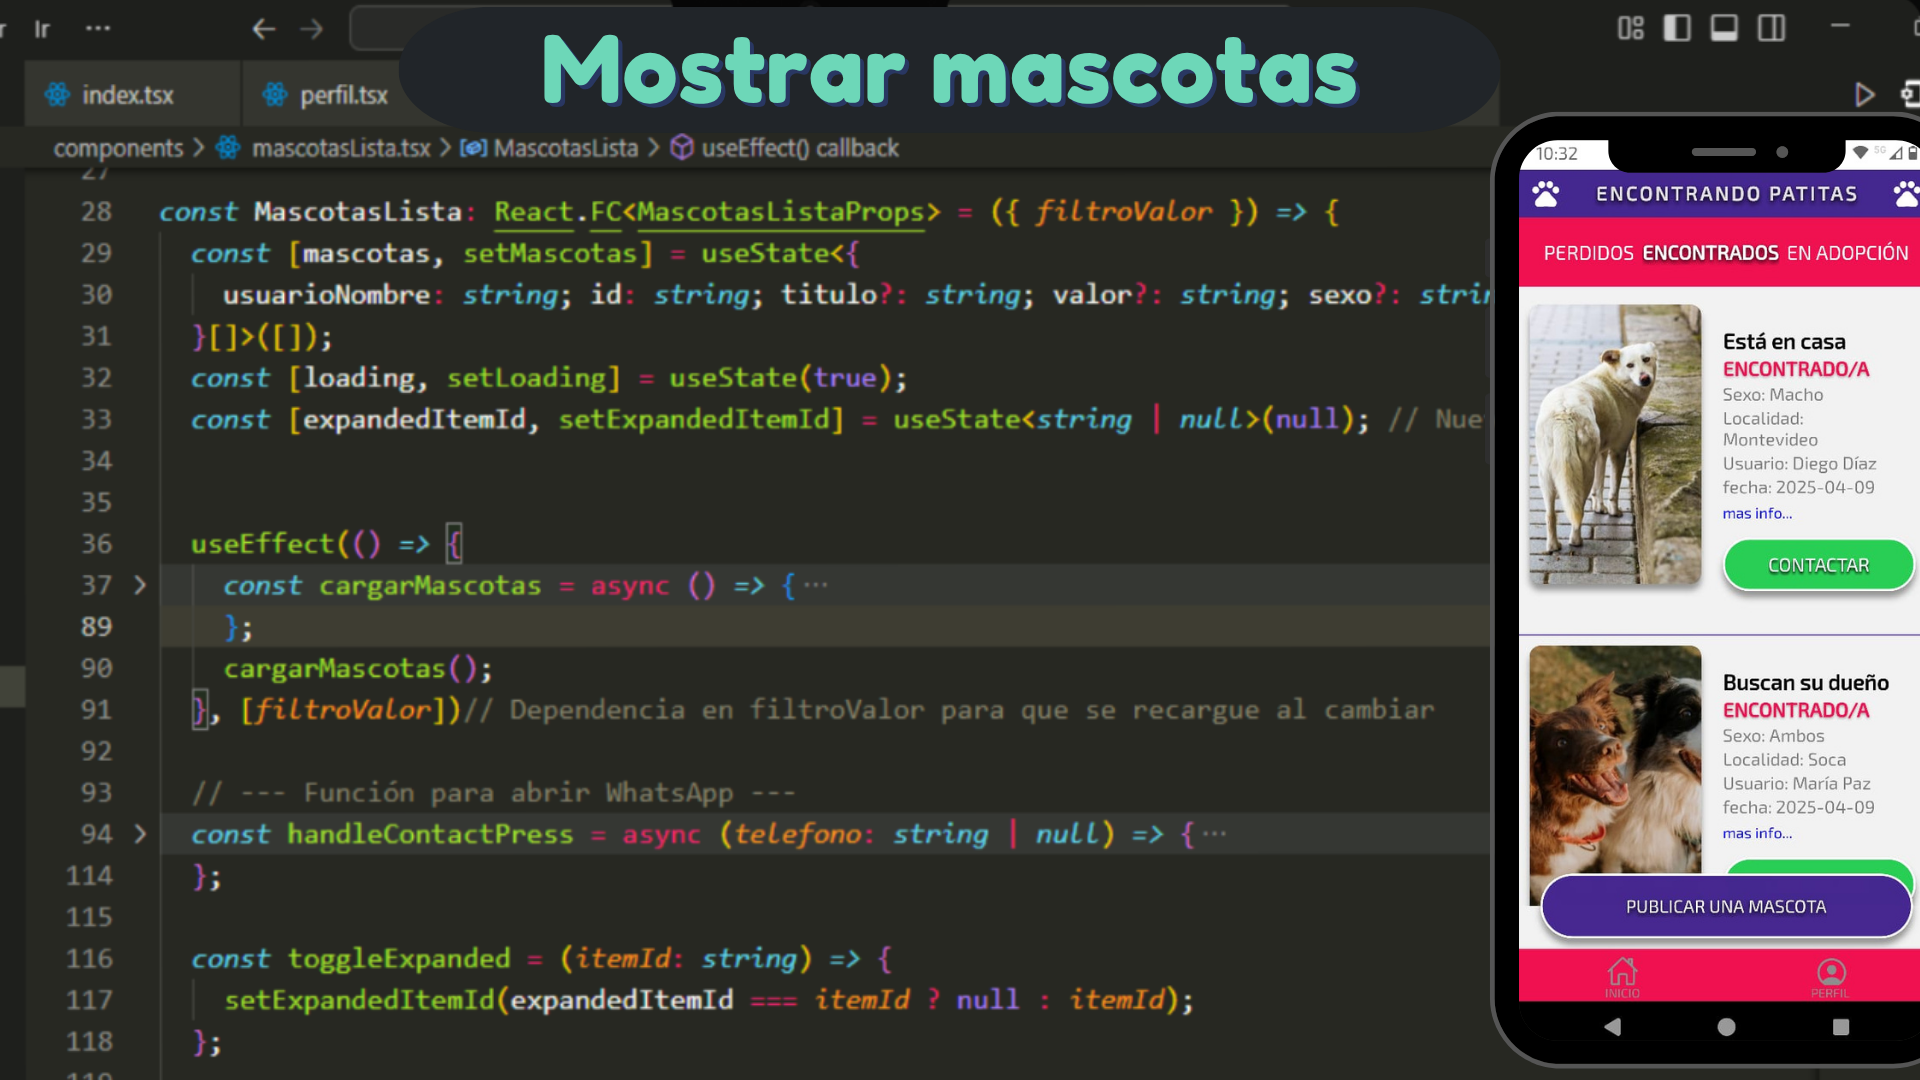 Mostrar mascotas
Ir ···
index.tsx perfil.tsx
components > mascotasLista.tsx > MascotasLista > useEffect() callback
27
28 const MascotasLista: React.FC<MascotasListaProps> = ({ filtroValor }) => {
29 const [mascotas, setMascotas] = useState<{
30 usuarioNombre: string; id: string; titulo?: string; valor?: string; sexo?:
31 }[]>([]);
32 const [loading, setLoading] = useState(true);
33 const [expandedItemId, setExpandedItemId] = useState<string | null>(null); //
34
35
36 useEffect(() => {
37 > const cargarMascotas = async () => {···
89 };
90 cargarMascotas();
91 }, [filtroValor])// Dependencia en filtroValor para que se recargue al cambiar
92
93 // --- Función para abrir WhatsApp ---
94 > const handleContactPress = async (telefono: string | null) => {···
114 };
115
116 const toggleExpanded = (itemId: string) => {
117 setExpandedItemId(expandedItemId === itemId ? null : itemId);
118 };
10:32 5G
ENCONTRANDO PATITAS
PERDIDOS ENCONTRADOS EN ADOPCIÓN
Está en casa
ENCONTRADO/A
Sexo: Macho
Localidad:
Montevideo
Usuario: Diego Díaz
fecha: 2025-04-09
mas info...
CONTACTAR
Buscan su dueño
ENCONTRADO/A
Sexo: Ambos
Localidad: Soca
Usuario: María Paz
fecha: 2025-04-09
mas info...
PUBLICAR UNA MASCOTA
INICIO PERFIL